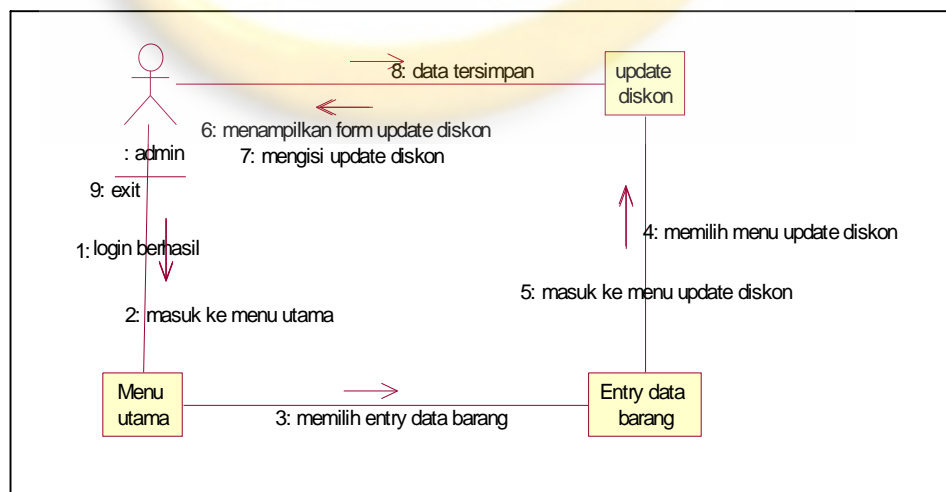 8: data tersimpan
update
diskon
6: menampilkan form update diskon
7: mengisi update diskon
: admin
9: exit
1: login berhasil
4: memilih menu update diskon
5: masuk ke menu update diskon
2: masuk ke menu utama
Menu
utama
3: memilih entry data barang
Entry data
barang